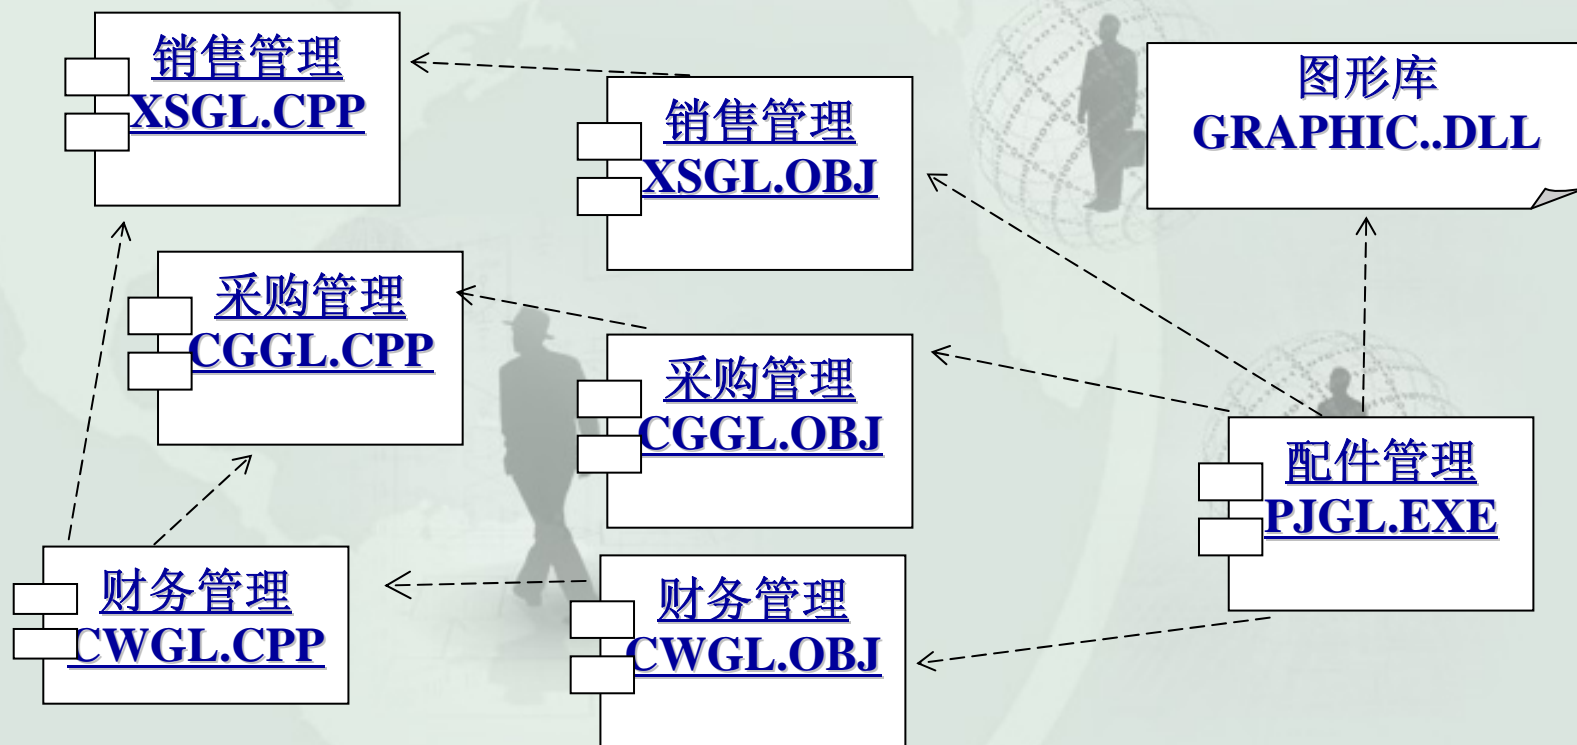 销售管理
XSGL.CPP
销售管理
XSGL.OBJ
图形库
GRAPHIC..DLL
采购管理
CGGL.CPP
采购管理
CGGL.OBJ
配件管理
PJGL.EXE
财务管理
CWGL.CPP
财务管理
CWGL.OBJ